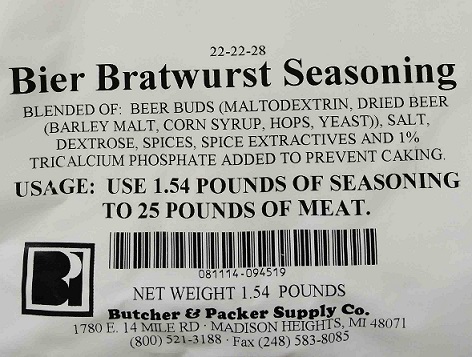 22-22-28
Bier Bratwurst Seasoning
BLENDED OF: BEER BUDS (MALTODEXTRIN, DRIED BEER
(BARLEY MALT, CORN SYRUP, HOPS, YEAST)), SALT,
DEXTROSE, SPICES, SPICE EXTRACTIVES AND 1%
TRICALCIUM PHOSPHATE ADDED TO PREVENT CAKING.
USAGE: USE 1.54 POUNDS OF SEASONING
TO 25 POUNDS OF MEAT.
081114-094519
NET WEIGHT 1.54 POUNDS
Butcher & Packer Supply Co.
1780 E. 14 MILE RD · MADISON HEIGHTS, MI 48071
(800) 521-3188 · Fax (248) 583-8085